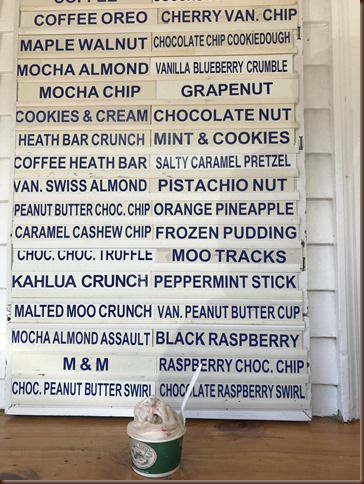 COFFEE OREO CHERRY VAN. CHIP
MAPLE WALNUT CHOCOLATE CHIP COOKIEDOUGH
MOCHA ALMOND VANILLA BLUEBERRY CRUMBLE
MOCHA CHIP GRAPENUT
COOKIES & CREAM CHOCOLATE NUT
HEATH BAR CRUNCH MINT & COOKIES
COFFEE HEATH BAR SALTY CARAMEL PRETZEL
VAN. SWISS ALMOND PISTACHIO NUT
PEANUT BUTTER CHOC. CHIP ORANGE PINEAPPLE
CARAMEL CASHEW CHIP FROZEN PUDDING
CHOC. CHOC. TRUFFLE MOO TRACKS
KAHLUA CRUNCH PEPPERMINT STICK
MALTED MOO CRUNCH VAN. PEANUT BUTTER CUP
MOCHA ALMOND ASSAULT BLACK RASPBERRY
M & M RASPBERRY CHOC. CHIP
CHOC. PEANUT BUTTER SWIRL CHOCOLATE RASPBERRY SWIRL